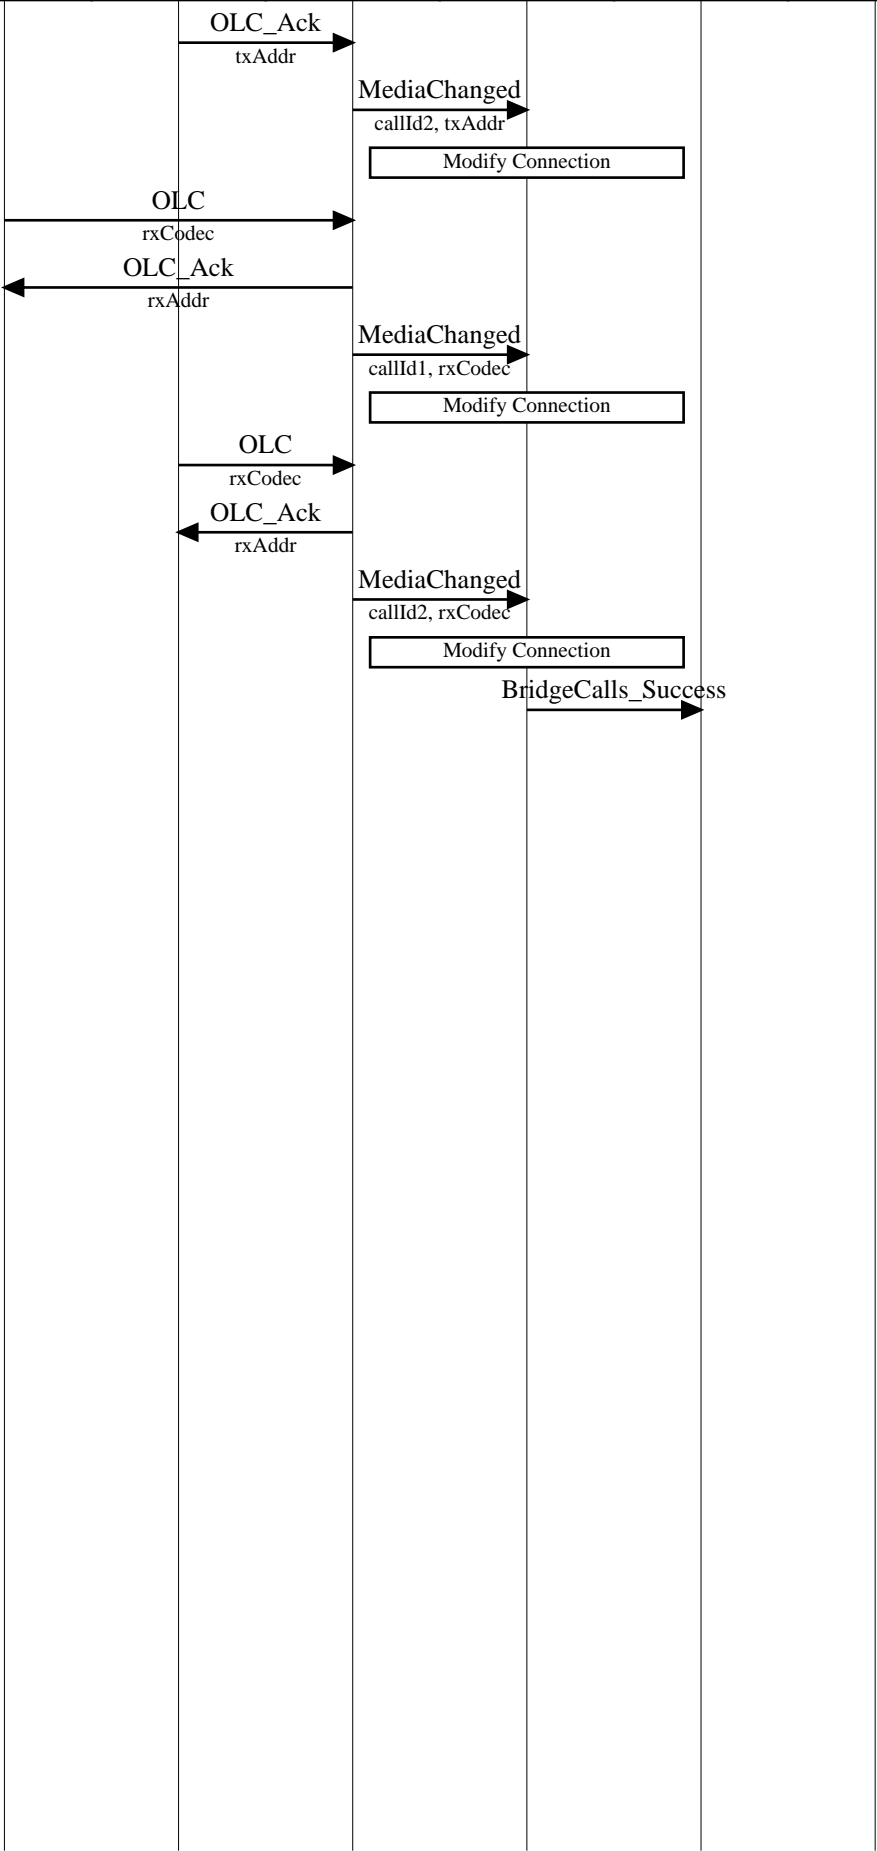 OLC_Ack
txAddr
MediaChanged
callId2, txAddr
Modify Connection
OLC
rxCodec
OLC_Ack
rxAddr
MediaChanged
callId1, rxCodec
Modify Connection
OLC
rxCodec
OLC_Ack
rxAddr
MediaChanged
callId2, rxCodec
Modify Connection
BridgeCalls_Success